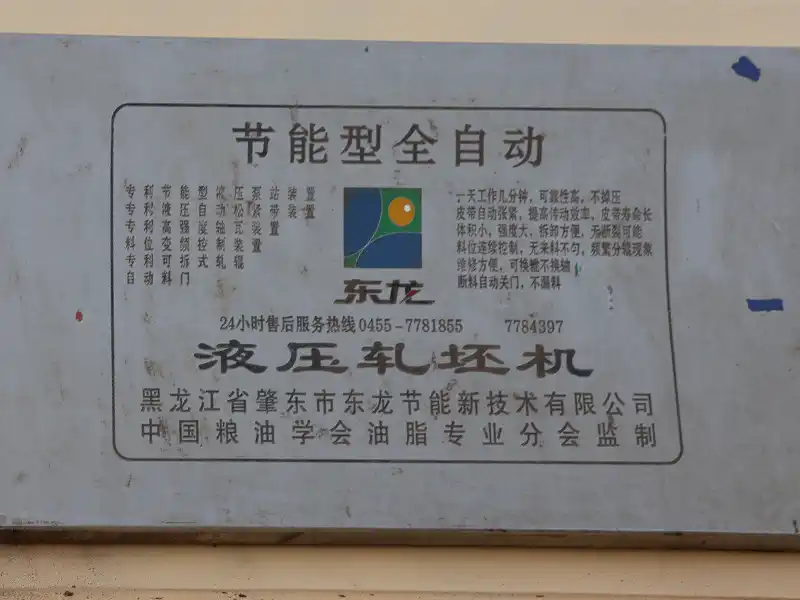 节能型全自动
专利节能型液压泵站装置
专利液压自动松紧带装置
专利高强度轴瓦装置
料位变频控制装置
专利可拆式轧辊
自动料门
一天工作几分钟，可靠性高，不掉压
皮带自动张紧，提高传动效率，皮带寿命长
体积小，强度大，拆卸方便，无断裂可能
料位连续控制，无来料不匀，频繁分辊现象
维修方便，可换辘不换轴
断料自动关门，不漏料
东龙
24小时售后服务热线0455-7781855 7784397
液压轧坯机
黑龙江省肇东市东龙节能新技术有限公司
中国粮油学会油脂专业分会监制